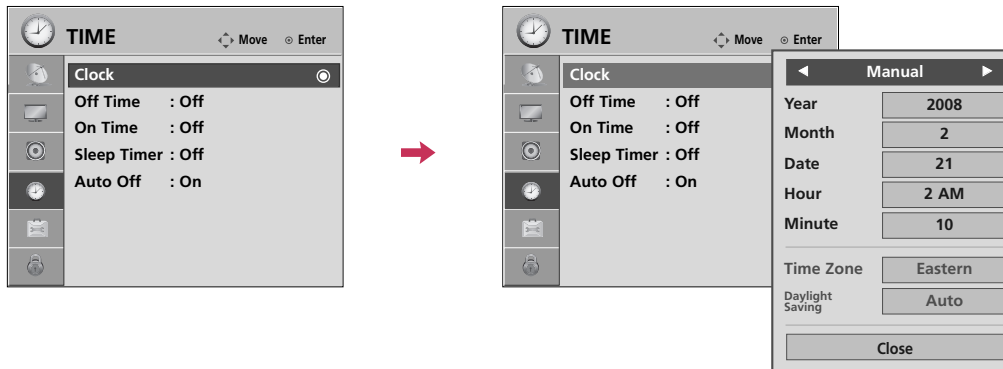 TIME Move Enter
Clock
Off Time : Off
On Time : Off
Sleep Timer : Off
Auto Off : On
TIME Move Enter
Clock
Off Time : Off
On Time : Off
Sleep Timer : Off
Auto Off : On
Manual
Year 2008
Month 2
Date 21
Hour 2 AM
Minute 10
Time Zone Eastern
Daylight
Saving Auto
Close